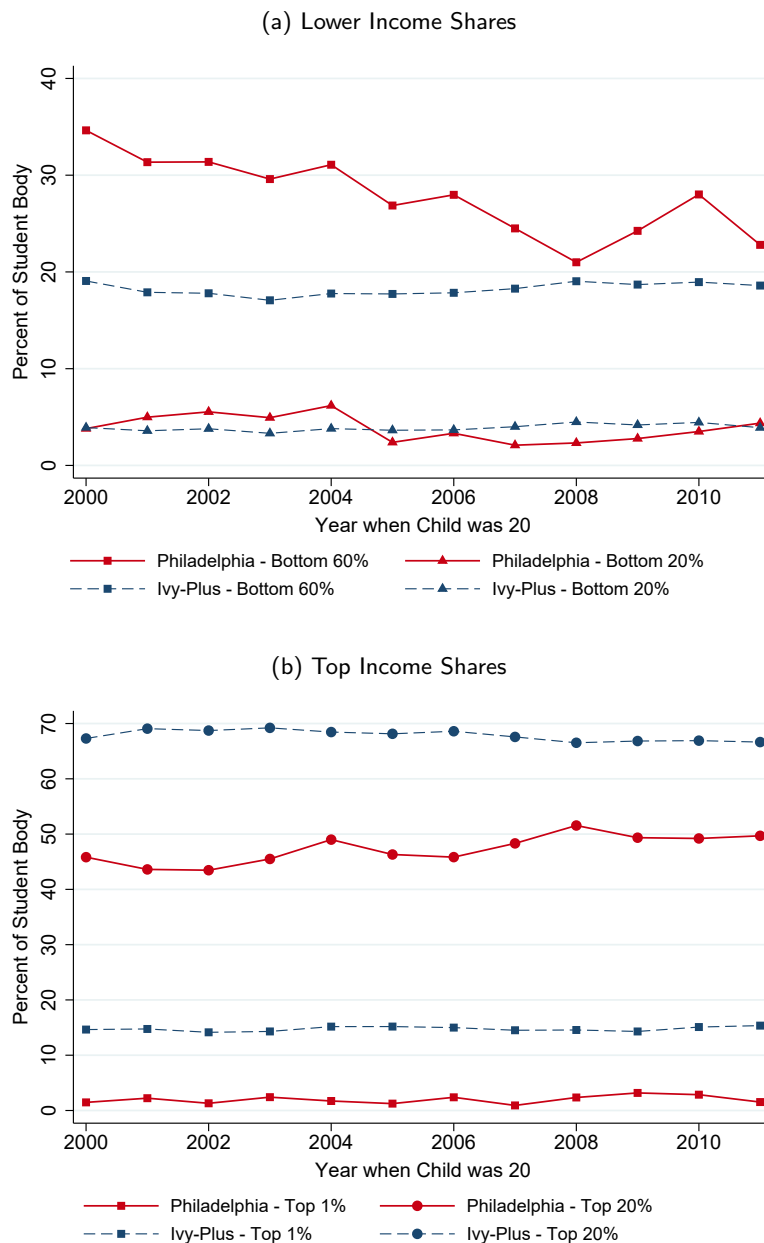 (a) Lower Income Shares
40
30
20
10
0
Percent of Student Body
2000 2002 2004 2006 2008 2010
Year when Child was 20
Philadelphia - Bottom 60% Philadelphia - Bottom 20%
Ivy-Plus - Bottom 60% Ivy-Plus - Bottom 20%
(b) Top Income Shares
70
60
50
40
30
20
10
0
Percent of Student Body
2000 2002 2004 2006 2008 2010
Year when Child was 20
Philadelphia - Top 1% Philadelphia - Top 20%
Ivy-Plus - Top 1% Ivy-Plus - Top 20%